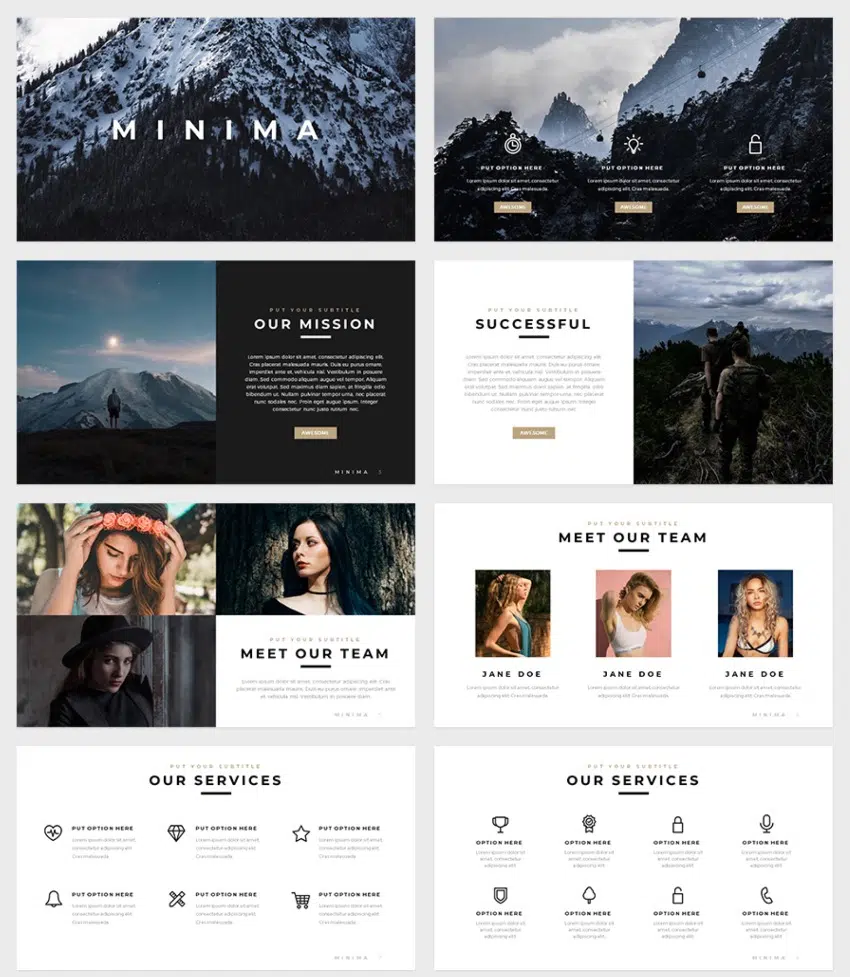 MINIMA
PUT OPTION HERE
Lorem ipsum dolor sit amet, consectetur
adipiscing elit. Cras malesuada.
AWESOME
PUT OPTION HERE
Lorem ipsum dolor sit amet, consectetur
adipiscing elit. Cras malesuada.
AWESOME
PUT OPTION HERE
Lorem ipsum dolor sit amet, consectetur
adipiscing elit. Cras malesuada.
AWESOME
PUT YOUR SUBTITLE
OUR MISSION
Lorem ipsum dolor sit amet, consectetur adipiscing elit.
Cras placerat mauris. Duis eu purus ornare,
imperdiet ante et, vehicula nisl. Vestibulum in posuere
diam. Sed commodo aliquam augue vel tempor. Aliquam
erat volutpat. Sed maximus diam sapien, at fringilla odio
bibendum ut. Nullam pulvinar tempor urna, nec placerat
nunc sodales nec. Proin eget augue ipsum. Integer
consectetur nunc justo rutrum nec.
AWESOME
MINIMA
PUT YOUR SUBTITLE
SUCCESSFUL
Lorem ipsum dolor sit amet, consectetur adipiscing elit.
Cras placerat mauris. Duis eu purus ornare,
imperdiet ante et, vehicula nisl. Vestibulum in posuere
diam. Sed commodo aliquam augue vel tempor. Aliquam
erat volutpat. Sed maximus diam sapien, at fringilla odio
bibendum ut. Nullam pulvinar tempor urna, nec placerat
nunc sodales nec. Proin eget augue ipsum. Integer
consectetur nunc justo rutrum nec.
AWESOME
PUT YOUR SUBTITLE
MEET OUR TEAM
Lorem ipsum dolor sit amet, consectetur adipiscing elit. Cras
placerat mauris. Duis eu purus ornare, imperdiet ante
et, vehicula nisl. Vestibulum in posuere diam.
MINIMA
PUT YOUR SUBTITLE
MEET OUR TEAM
JANE DOE
Lorem ipsum dolor sit amet, consectetur
adipiscing elit. Cras malesuada.
JANE DOE
Lorem ipsum dolor sit amet, consectetur
adipiscing elit. Cras malesuada.
JANE DOE
Lorem ipsum dolor sit amet, consectetur
adipiscing elit. Cras malesuada.
MINIMA
PUT YOUR SUBTITLE
OUR SERVICES
PUT OPTION HERE
Lorem ipsum dolor sit amet,
consectetur adipiscing elit.
Cras malesuada.
PUT OPTION HERE
Lorem ipsum dolor sit amet,
consectetur adipiscing elit.
Cras malesuada.
PUT OPTION HERE
Lorem ipsum dolor sit amet,
consectetur adipiscing elit.
Cras malesuada.
PUT OPTION HERE
Lorem ipsum dolor sit amet,
consectetur adipiscing elit.
Cras malesuada.
PUT OPTION HERE
Lorem ipsum dolor sit amet,
consectetur adipiscing elit.
Cras malesuada.
PUT OPTION HERE
Lorem ipsum dolor sit amet,
consectetur adipiscing elit.
Cras malesuada.
MINIMA
PUT YOUR SUBTITLE
OUR SERVICES
OPTION HERE
Lorem ipsum dolor sit
amet, consectetur
adipiscing elit.
OPTION HERE
Lorem ipsum dolor sit
amet, consectetur
adipiscing elit.
OPTION HERE
Lorem ipsum dolor sit
amet, consectetur
adipiscing elit.
OPTION HERE
Lorem ipsum dolor sit
amet, consectetur
adipiscing elit.
OPTION HERE
Lorem ipsum dolor sit
amet, consectetur
adipiscing elit.
OPTION HERE
Lorem ipsum dolor sit
amet, consectetur
adipiscing elit.
OPTION HERE
Lorem ipsum dolor sit
amet, consectetur
adipiscing elit.
OPTION HERE
Lorem ipsum dolor sit
amet, consectetur
adipiscing elit.
MINIMA